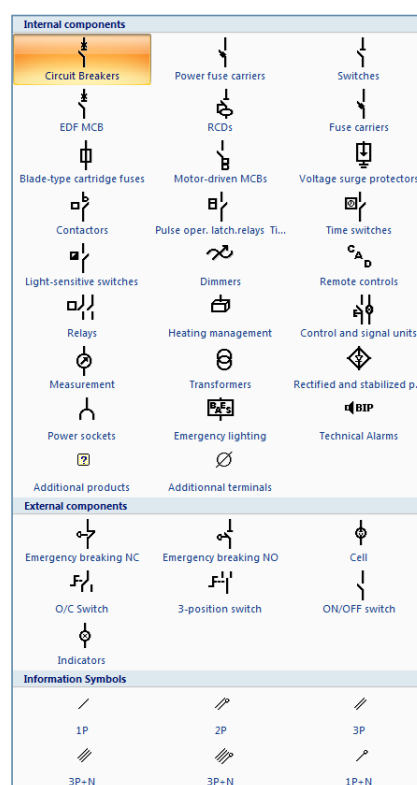 Internal components
Circuit Breakers Power fuse carriers Switches
EDF MCB RCDs Fuse carriers
Blade-type cartridge fuses Motor-driven MCBs Voltage surge protectors
Contactors Pulse oper. latch.relays Ti... Time switches
C A D
Light-sensitive switches Dimmers Remote controls
Relays Heating management Control and signal units
Measurement Transformers Rectified and stabilized p.
BAES BIP
Power sockets Emergency lighting Technical Alarms
?
Additional products Additionnal terminals
External components
Emergency breaking NC Emergency breaking NO Cell
O/C Switch 3-position switch ON/OFF switch
Indicators
Information Symbols
1P 2P 3P
3P+N 3P+N 1P+N